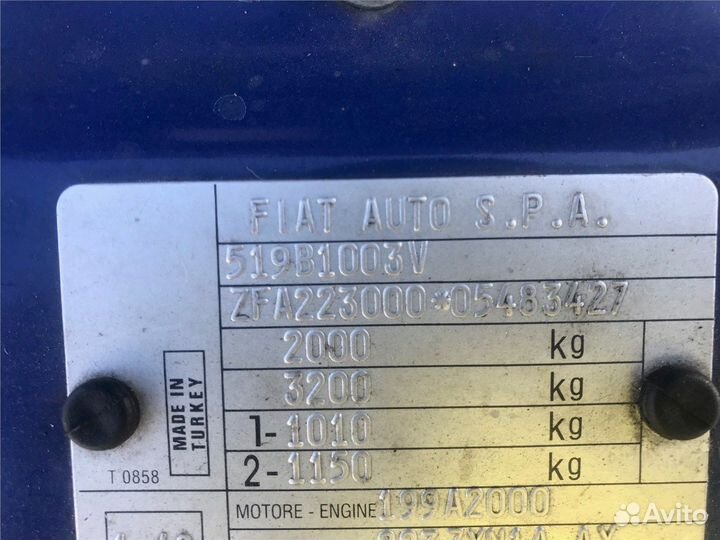 FIAT AUTO S.P.A.
519B1003V
ZFA223000*05483427
2000 kg
3200 kg
1-1010 kg
2-1150 kg
MADE IN
TURKEY
T 0858
MOTORE - ENGINE 199A2000
Avito